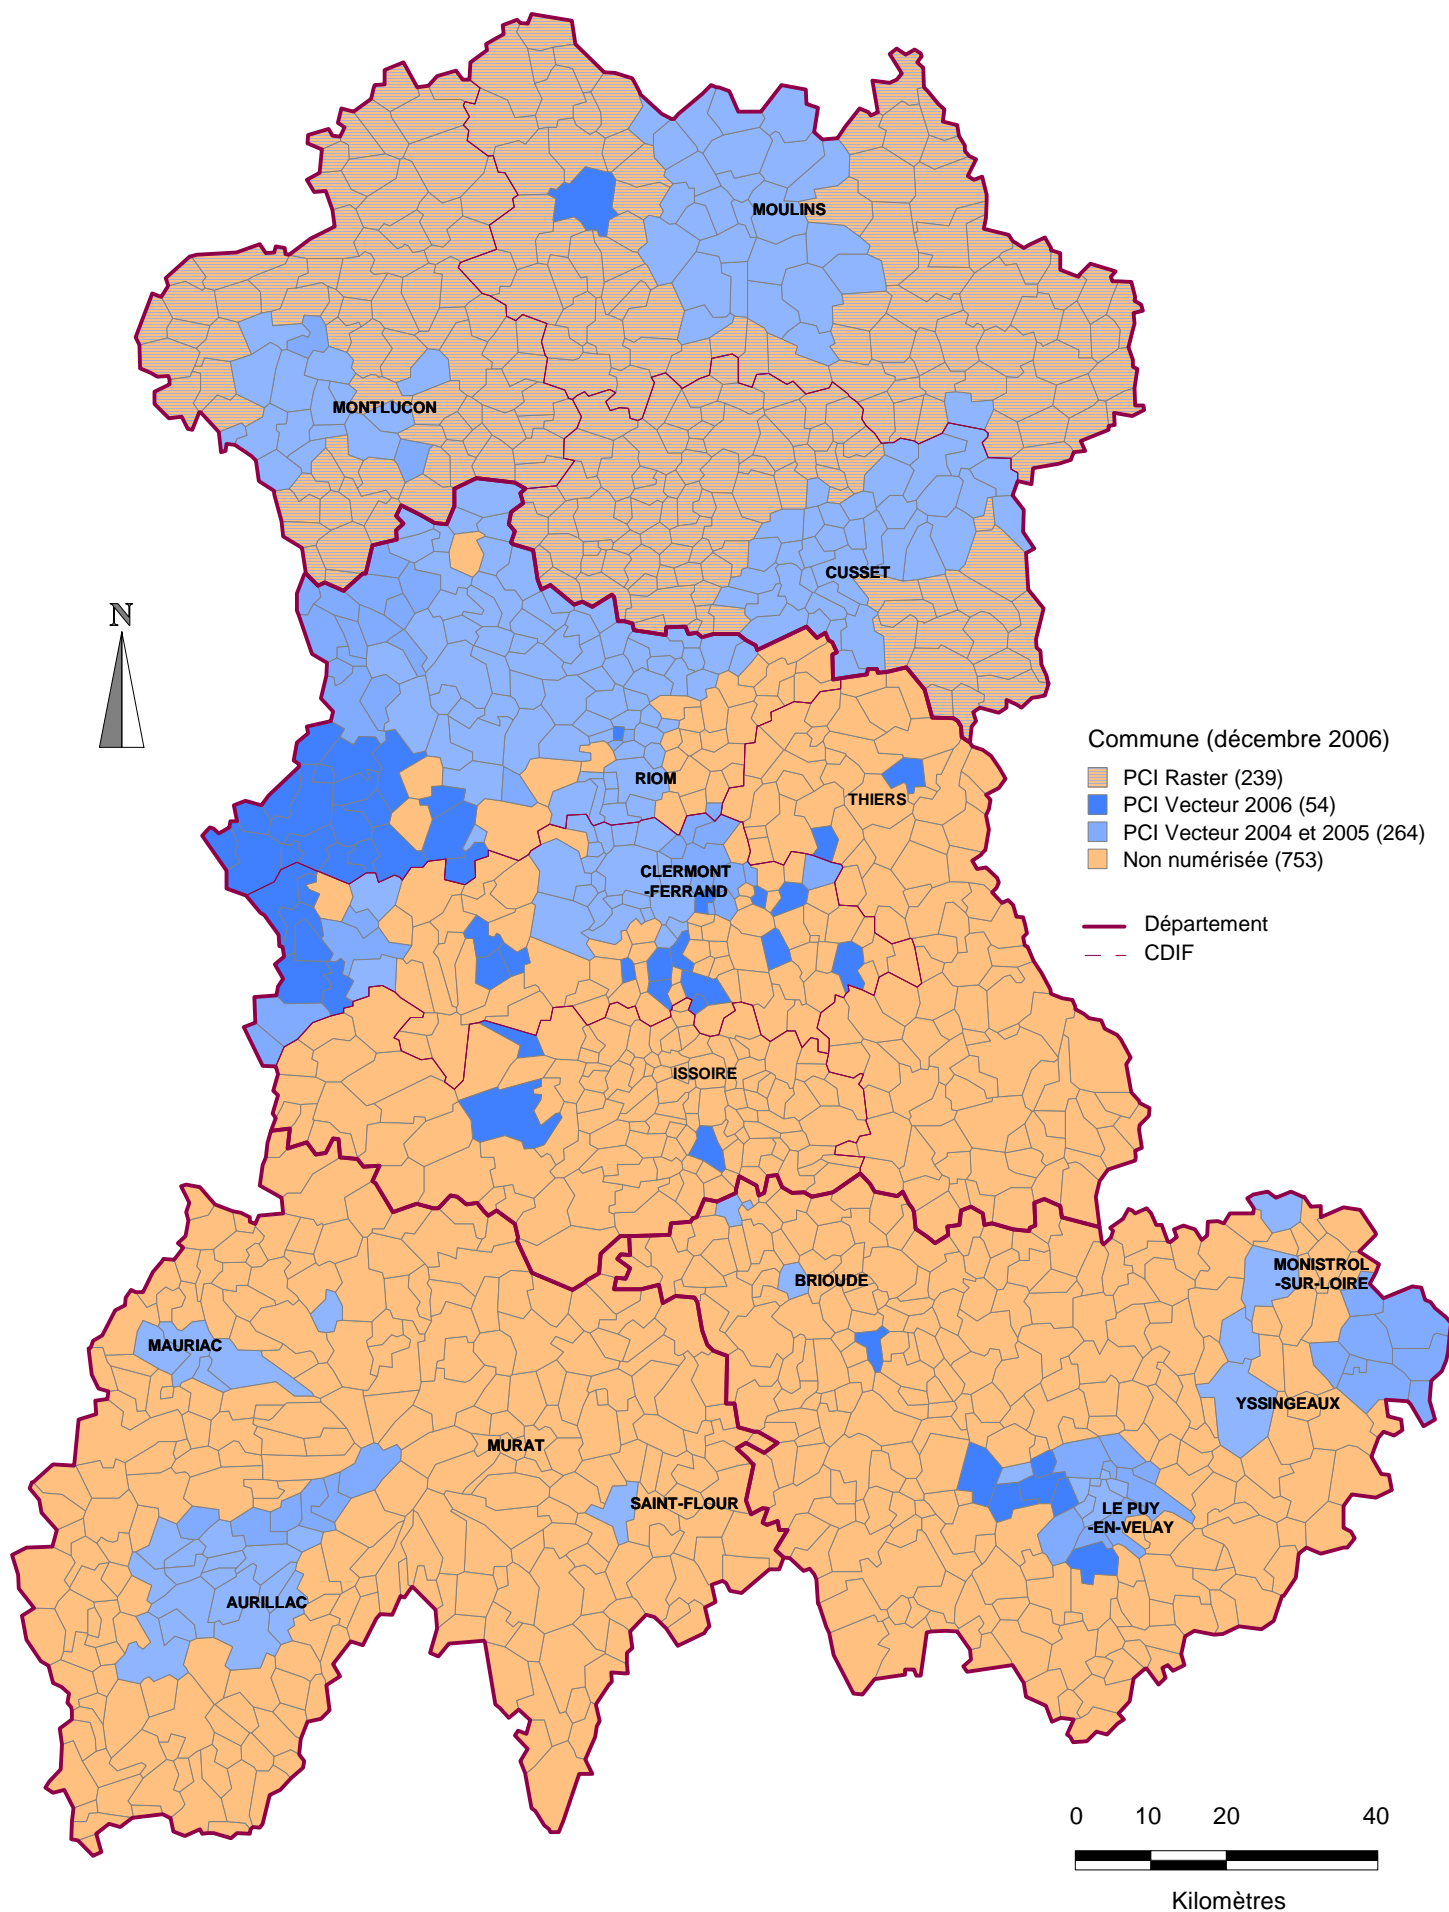 MOULINS
MONTLUCON
CUSSET
N
Commune (décembre 2006)
PCI Raster (239)
PCI Vecteur 2006 (54)
PCI Vecteur 2004 et 2005 (264)
Non numérisée (753)
Département
CDIF
RIOM
THIERS
CLERMONT
-FERRAND
ISSOIRE
BRIOUDE
MONISTROL
-SUR-LOIRE
MAURIAC
YSSINGEAUX
MURAT
SAINT-FLOUR
LE PUY
-EN-VELAY
AURILLAC
0 10 20 40
Kilomètres